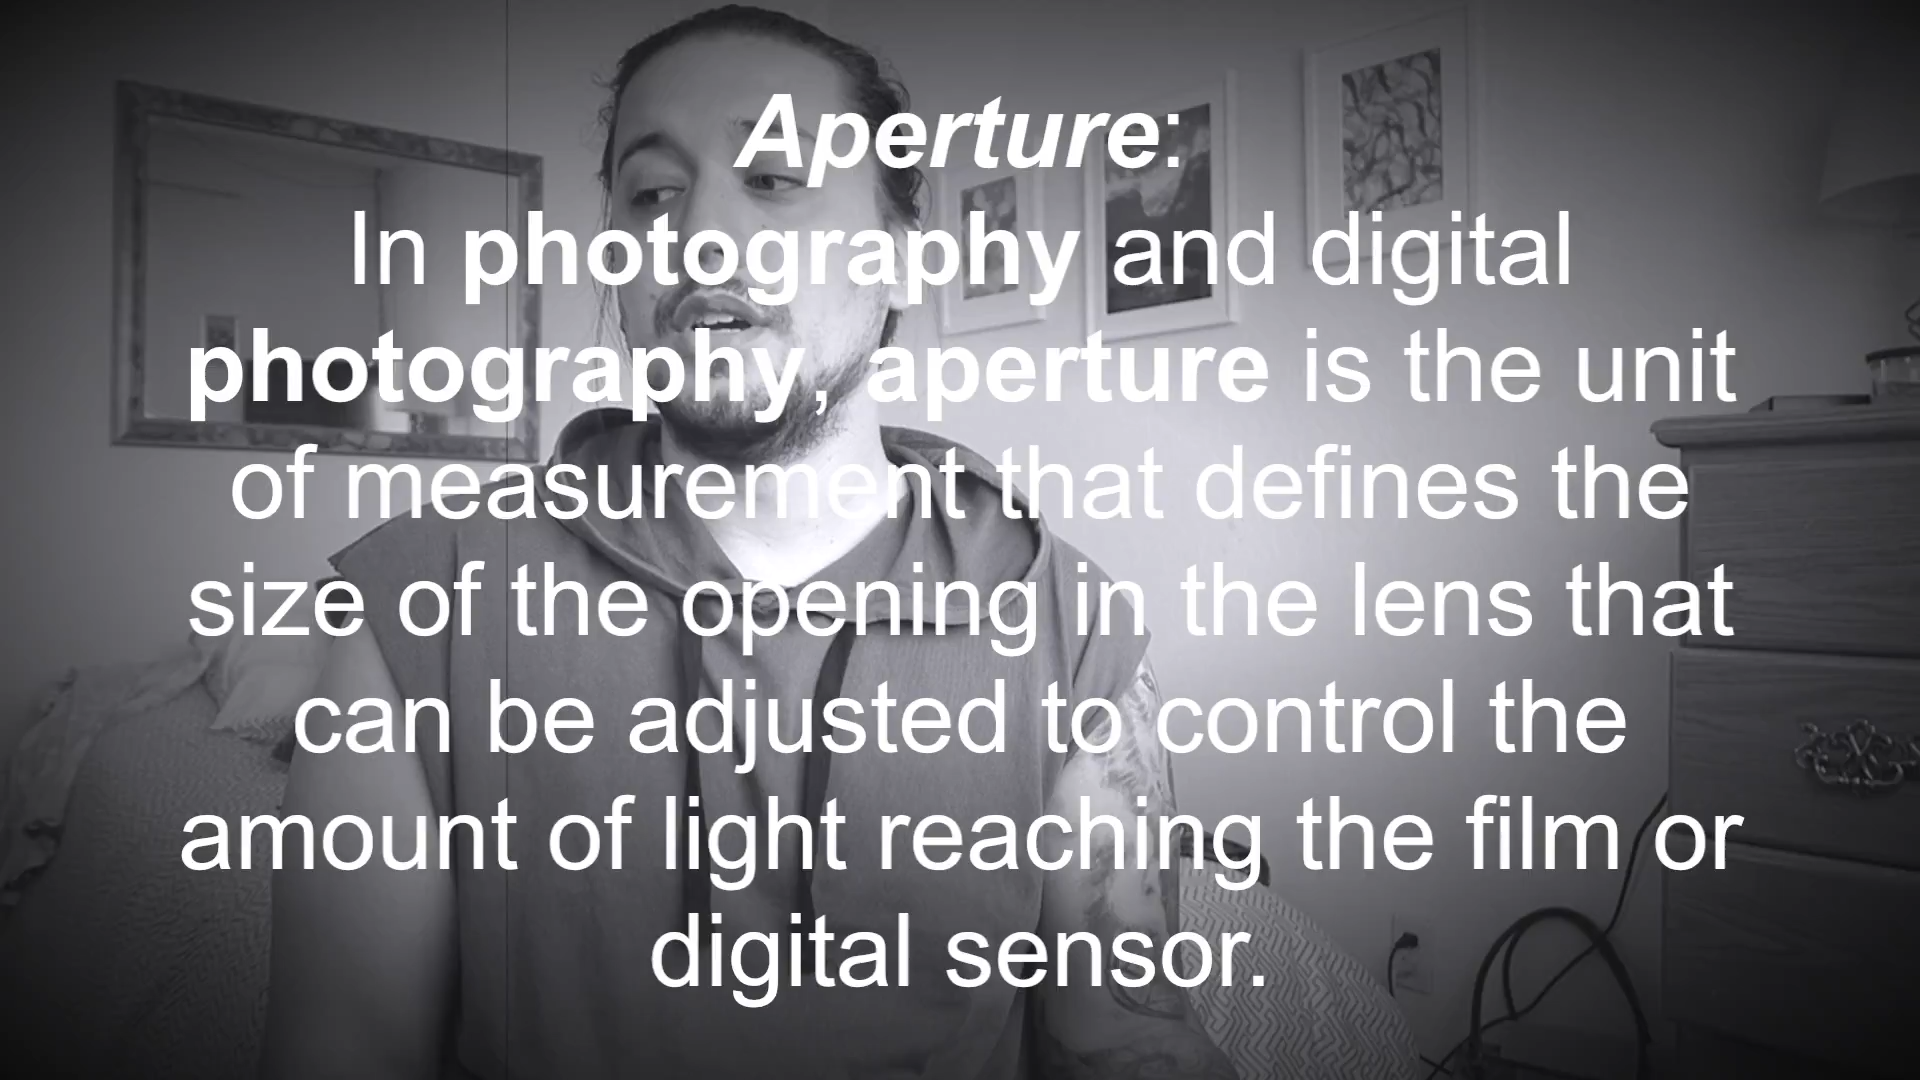 Aperture:
In photography and digital
photography, aperture is the unit
of measurement that defines the
size of the opening in the lens that
can be adjusted to control the
amount of light reaching the film or
digital sensor.